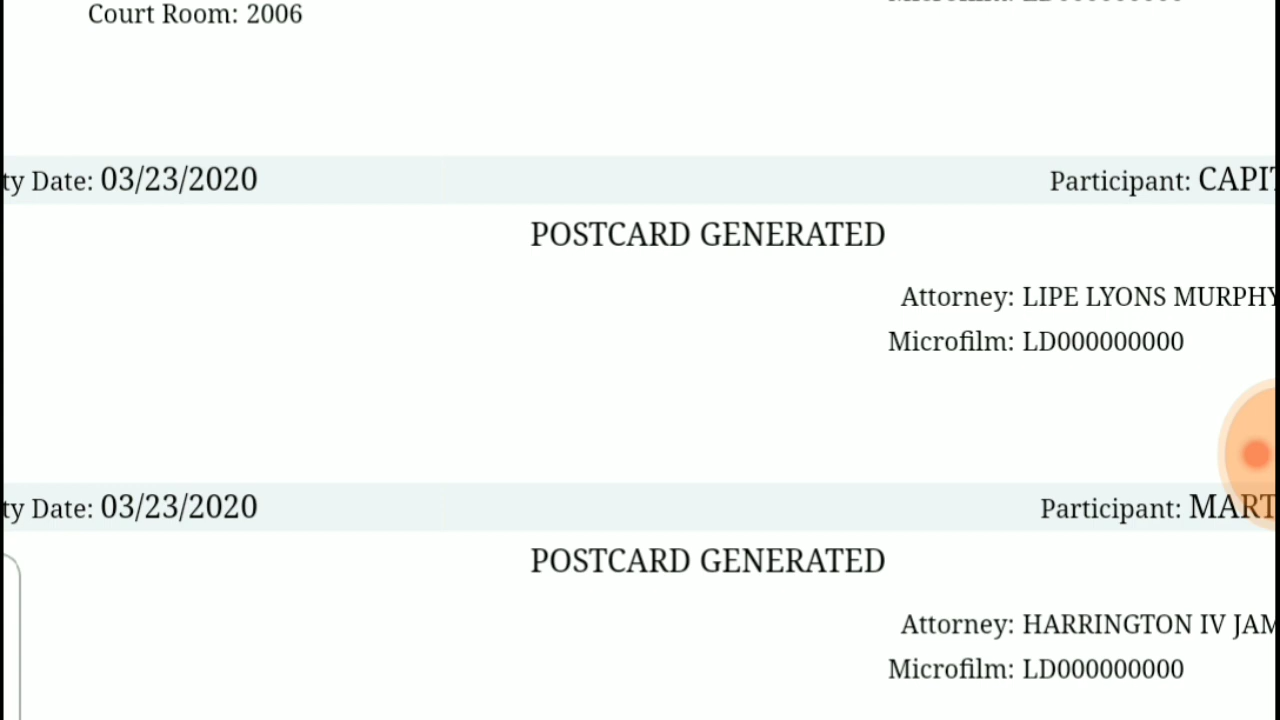 Court Room: 2006
ty Date: 03/23/2020 Participant: CAPIT
POSTCARD GENERATED
Attorney: LIPE LYONS MURPHY
Microfilm: LD000000000
ty Date: 03/23/2020 Participant: MART
POSTCARD GENERATED
Attorney: HARRINGTON IV JAM
Microfilm: LD000000000